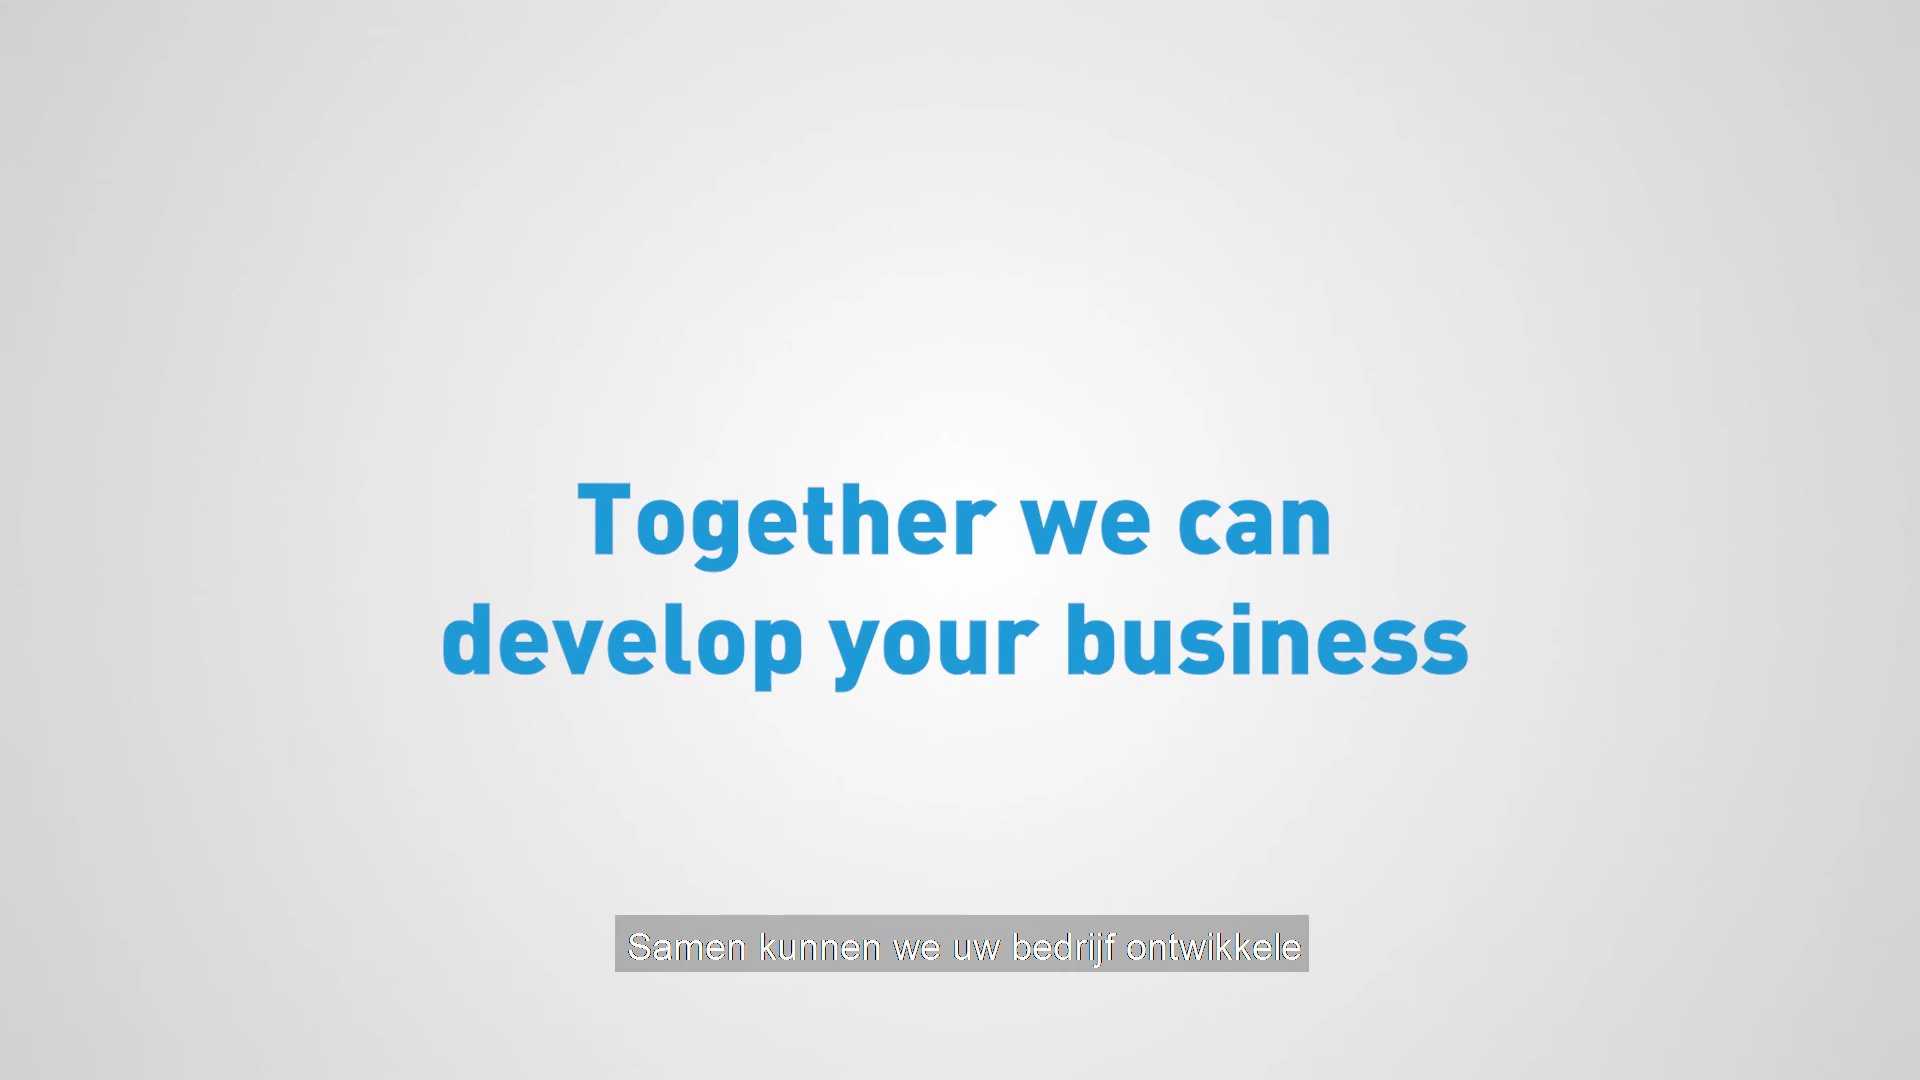 Together we can
develop your business
Samen kunnen we uw bedrijf ontwikkele